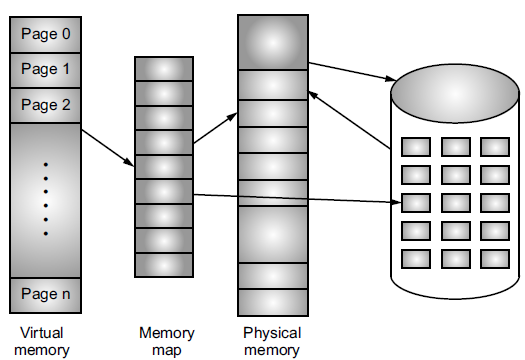 Page 0
Page 1
Page 2
Page n
Virtual
memory
Memory
map
Physical
memory